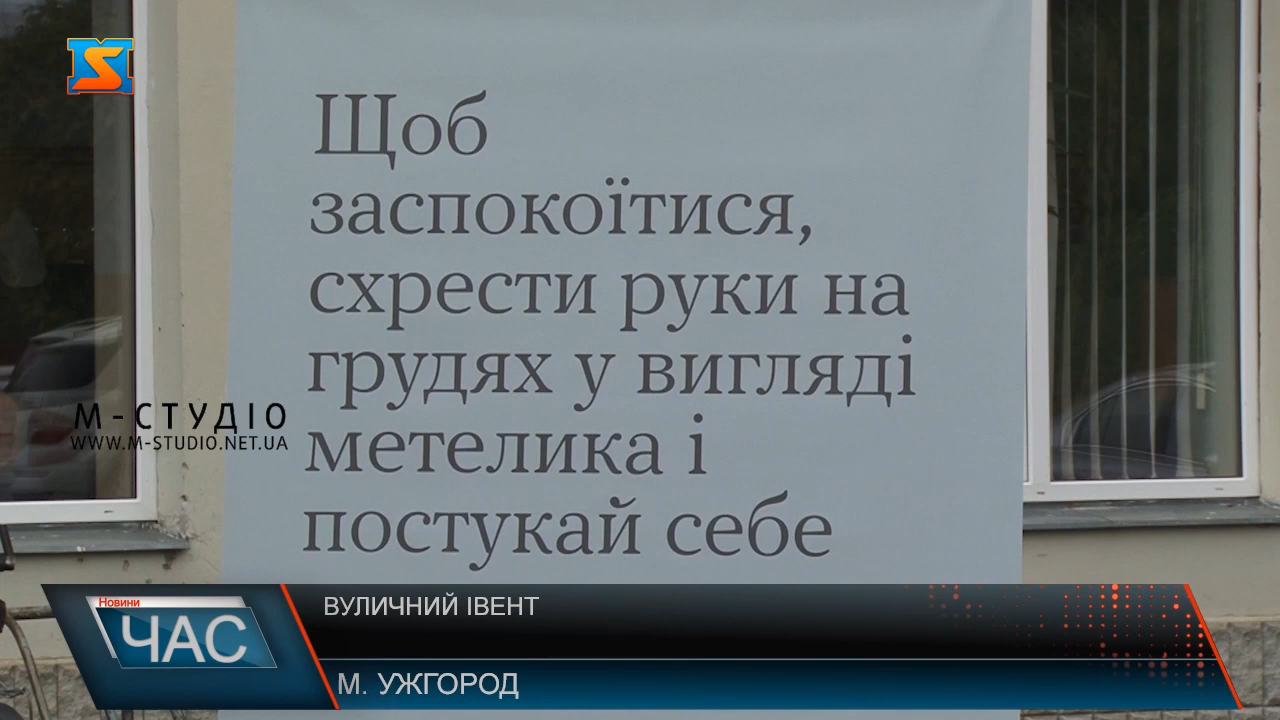 Щоб
заспокоїтися,
схрести руки на
грудях у вигляді
метелика і
постукай себе
М-СТУДІО
WWW.M-STUDIO.NET.UA
Новини
ЧАС
ВУЛИЧНИЙ ІВЕНТ
М. УЖГОРОД